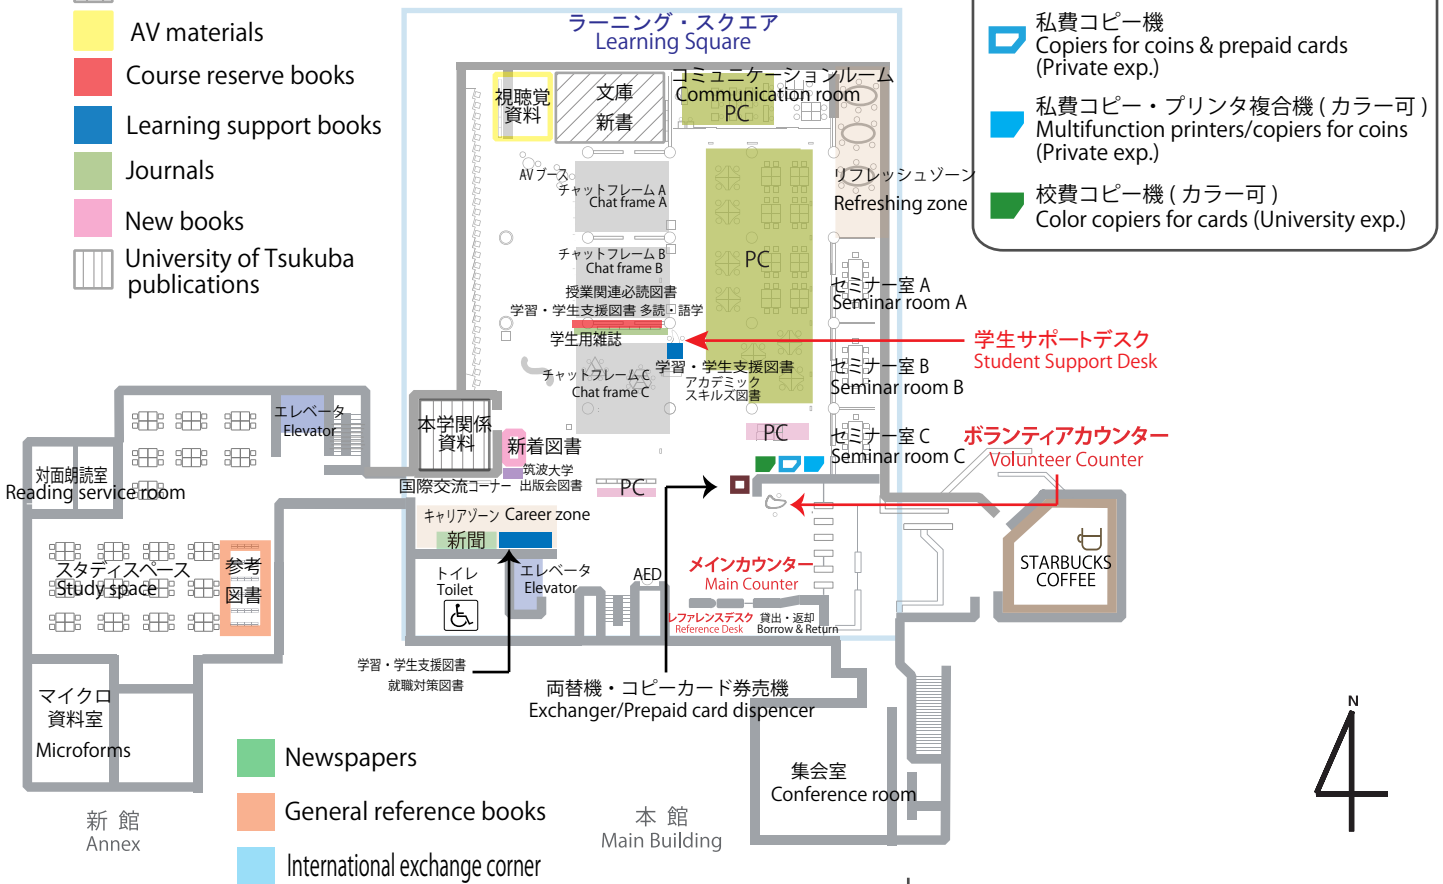 AV materials
Course reserve books
Learning support books
Journals
New books
University of Tsukuba
publications
ラーニング・スクエア
Learning Square
私費コピー機
Copiers for coins & prepaid cards
(Private exp.)
私費コピー・プリンタ複合機 ( カラー可 )
Multifunction printers/copiers for coins
(Private exp.)
校費コピー機 ( カラー可 )
Color copiers for cards (University exp.)
視聴覚
資料
文庫
新書
コミュニケーションルーム
Communication room
PC
AV ブース
チャットフレーム A
Chat frame A
リフレッシュゾーン
Refreshing zone
チャットフレーム B
Chat frame B
PC
授業関連必読図書
学習・学生支援図書 多読・語学
セミナー室 A
Seminar room A
学生用雑誌
学生サポートデスク
Student Support Desk
学習・学生支援図書
アカデミック
スキルズ図書
チャットフレーム C
Chat frame C
セミナー室 B
Seminar room B
エレベータ
Elevator
本学関係
資料
新着図書
PC
セミナー室 C
Seminar room C
ボランティアカウンター
Volunteer Counter
対面朗読室
Reading service room
筑波大学
出版会図書
国際交流コーナー
PC
キャリアゾーン Career zone
新聞
STARBUCKS
COFFEE
スタディスペース
Study space
参考
図書
トイレ
Toilet
エレベータ
Elevator
AED
メインカウンター
Main Counter
レファレンスデスク
Reference Desk
貸出・返却
Borrow & Return
学習・学生支援図書
就職対策図書
両替機・コピーカード券売機
Exchanger/Prepaid card dispencer
マイクロ
資料室
Microforms
集会室
Conference room
N
Newspapers
General reference books
International exchange corner
新 館
Annex
本 館
Main Building